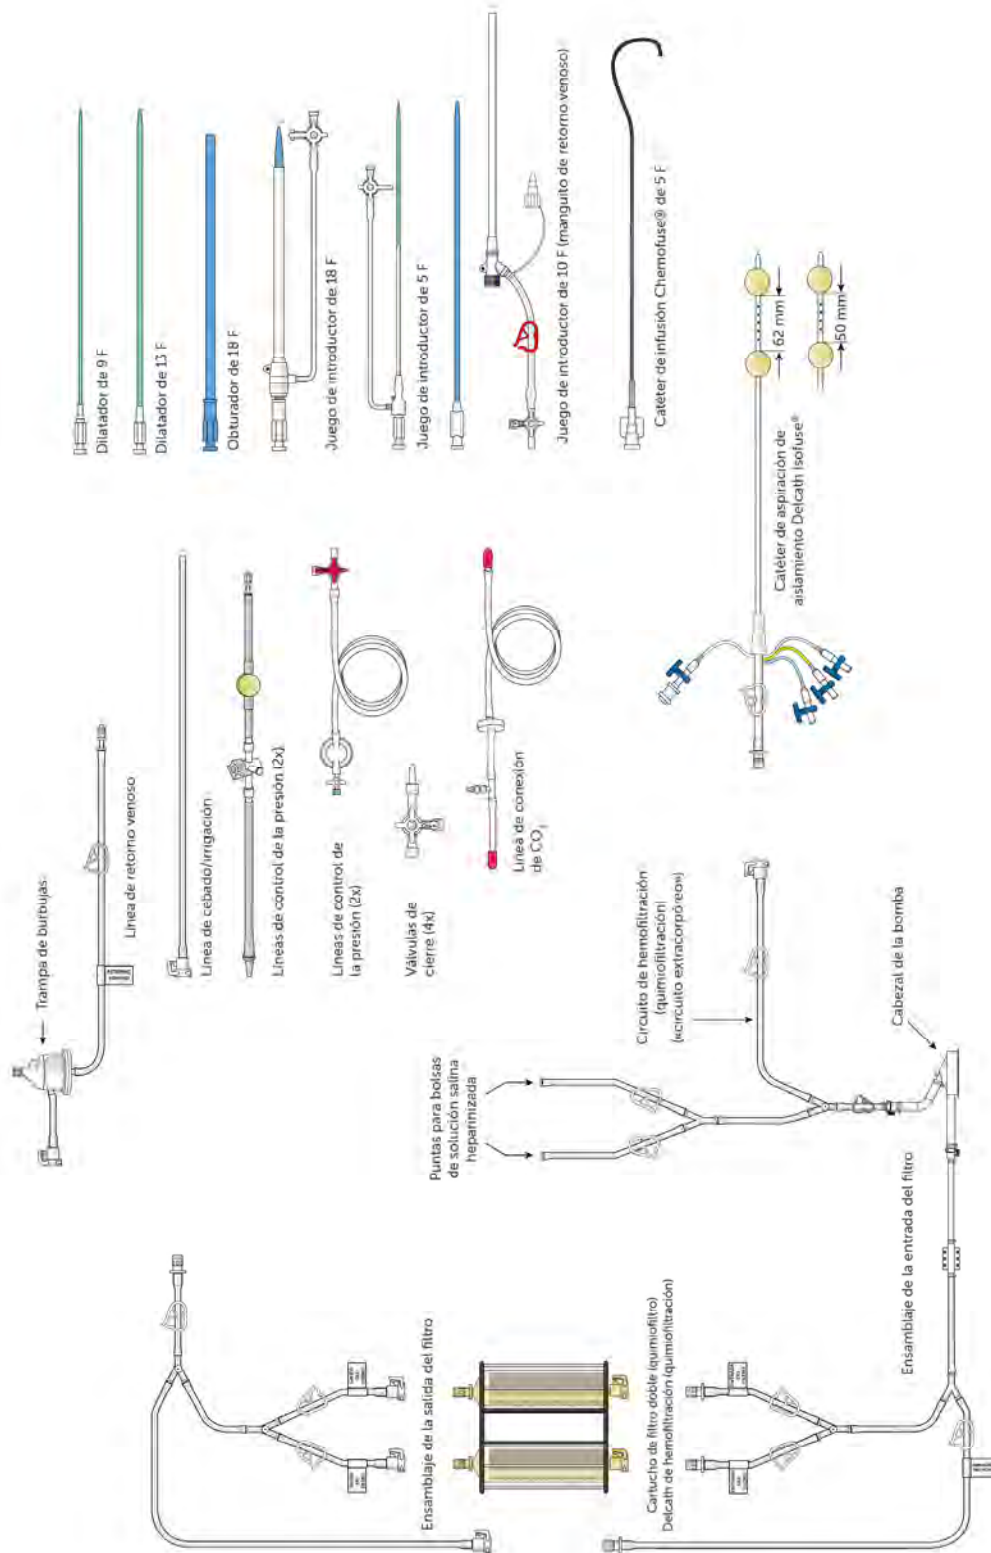 Dilatador de 9 F
Dilatador de 13 F
Obturador de 18 F
Juego de introductor de 18 F
Juego de introductor de 5 F
Juego de introductor de 10 F (manguito de retorno venoso)
Catéter de infusión Chemofuse® de 5 F
62 mm
50 mm
Catéter de aspiración de
aislamiento Delcath Isofuse®
Trampa de burbujas
Línea de retorno venoso
Línea de cebado/irrigación
Líneas de control de la presión (2x)
Líneas de control de
la presión (2x)
Válvulas de
cierre (4x)
Línea de conexión
de CO₂
Puntas para bolsas
de solución salina
heparinizada
Circuito de hemofiltración
(quimiofiltración)
(«circuito extracorpóreo»)
Cabezal de la bomba
Ensamblaje de la entrada del filtro
Ensamblaje de la salida del filtro
Cartucho de filtro doble (quimiofiltro)
Delcath de hemofiltración (quimiofiltración)